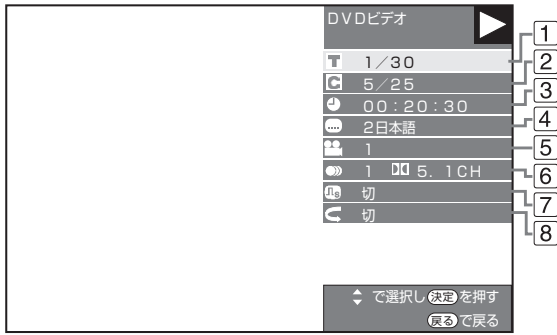 DVDビデオ
T 1/30 1
C 5/25 2
00:20:30 3
2日本語 4
1 5
1 5.1CH 6
切 7
切 8
で選択し決定を押す
戻るで戻る